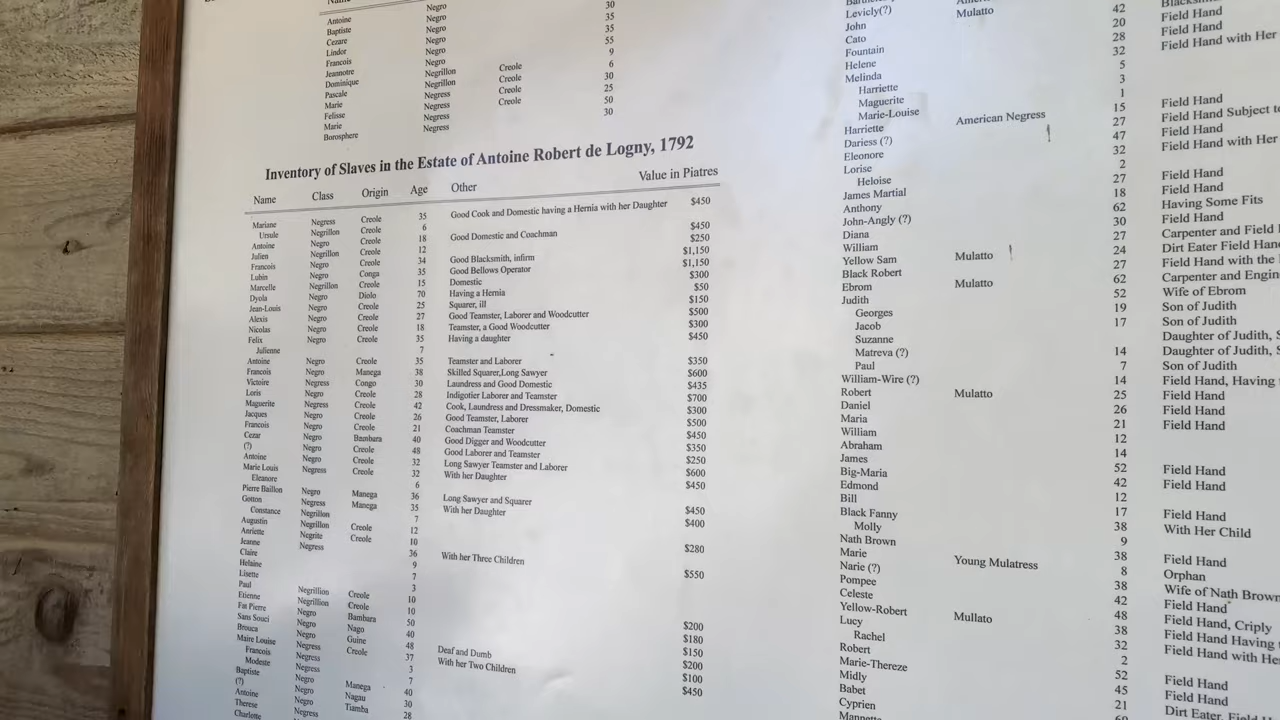 Name
Antoine Negro 30
Baptiste Negro 35
Cezare Negro 35
Lindor Negro 55
Francois Negro 9
Jeannotre Negrillon Creole 6
Dominique Negrillon Creole 30
Pascale Negress Creole 25
Marie Negress 50
Felisse Negress 30
Marie Negress
Borosphere
Inventory of Slaves in the Estate of Antoine Robert de Logny, 1792
Name Class Origin Age Other Value in Piatres
Mariane Negress Creole 35 Good Cook and Domestic having a Hernia with her Daughter $450
Ursule Negrillon Creole 6
Antoine Negro Creole 18 Good Domestic and Coachman $450
Julien Negrillon Creole 12 $250
Francois Negro Creole 34 Good Blacksmith, infirm $1,150
Lubin Negro Conga 35 Good Bellows Operator $1,150
Marcelle Negrillon Creole 15 Domestic $300
Dyola Negro Diolo 70 Having a Hernia $50
Jean-Louis Negro Creole 25 Squarer, ill $150
Alexis Negro Creole 27 Good Teamster, Laborer and Woodcutter $500
Nicolas Negro Creole 18 Teamster, a Good Woodcutter $300
Felix Negro Creole 35 Having a daughter $450
Julienne 7
Antoine Negro Creole 35 Teamster and Laborer $350
Francois Negro Manega 38 Skilled Squarer,Long Sawyer $600
Victoire Negress Congo 30 Laundress and Good Domestic $435
Loris Negro Creole 28 Indigotier Laborer and Teamster $700
Maguerite Negress Creole 42 Cook, Laundress and Dressmaker, Domestic $300
Jacques Negro Creole 26 Good Teamster, Laborer $500
Francois Negro Creole 21 Coachman Teamster $450
Cezar Negro Bambara 40 Good Digger and Woodcutter $350
(?) Negro Creole 48 Good Laborer and Teamster $250
Antoine Negro Creole 32 Long Sawyer Teamster and Laborer $600
Marie Louis Negress Creole 32 With her Daughter $450
Eleanore 6
Pierre Baillon Negro Manega 36 Long Sawyer and Squarer $450
Gotton Negress Manega 35 With her Daughter $400
Constance Negrillon 7
Augustin Negrillon Creole 12
Anriette Negrite Creole 10 $280
Jeanne Negress 36 With her Three Children $550
Claire 9
Helaine 7
Lisette 3
Paul Negrillion Creole 10
Etienne Negrillion Creole 10 $200
Fat Pierre Negro Bambara 50 $180
Sans Souci Negro Nago 40 $150
Brouca Negro Guine 48 Deaf and Dumb $200
Maire Louise Negress Creole 37 With her Two Children $100
Francois Negress 3 $450
Modeste Negress 7
Baptiste Negro Manega 40
(?) Negro Nagau 30
Antoine Negro Tiamba 28
Therese Negress
Charlotte
Levicly(?) Mulatto 42
John 20 Field Hand
Cato 28 Field Hand
Fountain 32 Field Hand with Her
Helene 5
Melinda 3
Harriette 1
Maguerite 15 Field Hand
Marie-Louise American Negress 27 Field Hand Subject
Harriette 47 Field Hand
Dariess (?) 32 Field Hand with Her
Eleonore 2
Lorise 27 Field Hand
Heloise 18 Field Hand
James Martial 62 Having Some Fits
Anthony 30 Field Hand
John-Angly (?) 27 Carpenter and Field
Diana 24 Dirt Eater Field Hand
William 27 Field Hand with the
Yellow Sam Mulatto 62 Carpenter and
Black Robert 52 Wife of Ebrom
Ebrom Mulatto 19 Son of Judith
Judith 17 Son of Judith
Georges Daughter of Judith,
Jacob 14 Daughter of Judith,
Suzanne 7 Son of Judith
Matreva (?) 14 Field Hand, Having
Paul 25 Field Hand
William-Wire (?) 26 Field Hand
Robert Mulatto 21 Field Hand
Daniel 12
Maria 14
William 52 Field Hand
Abraham 42 Field Hand
James 12
Big-Maria 17 Field Hand
Edmond 38 With Her Child
Bill 9
Black Fanny 38 Field Hand
Molly 8 Orphan
Nath Brown 38 Wife of Nath Brown
Marie Young Mulatress 42 Field Hand
Narie (?) 48 Field Hand, Criply
Pompee 38 Field Hand Having
Celeste 32 Field Hand with Her
Yellow-Robert Mullato 2
Lucy 52 Field Hand
Rachel 45 Field Hand
Robert 21 Dirt Eater,
Marie-Thereze
Midly
Babet
Cyprien